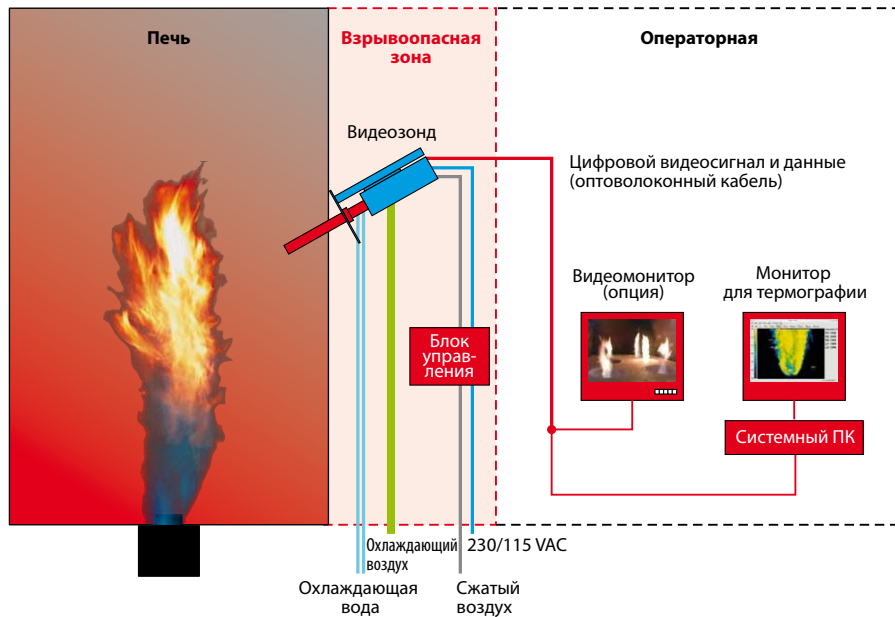 Печь
Взрывоопасная
зона
Операторная
Видеозонд
Цифровой видеосигнал и данные
(оптоволоконный кабель)
Видеомонитор
(опция)
Монитор
для термографии
Блок
управ-
ления
Системный ПК
Охлаждающий
воздух
230/115 VAC
Охлаждающая
вода
Сжатый
воздух